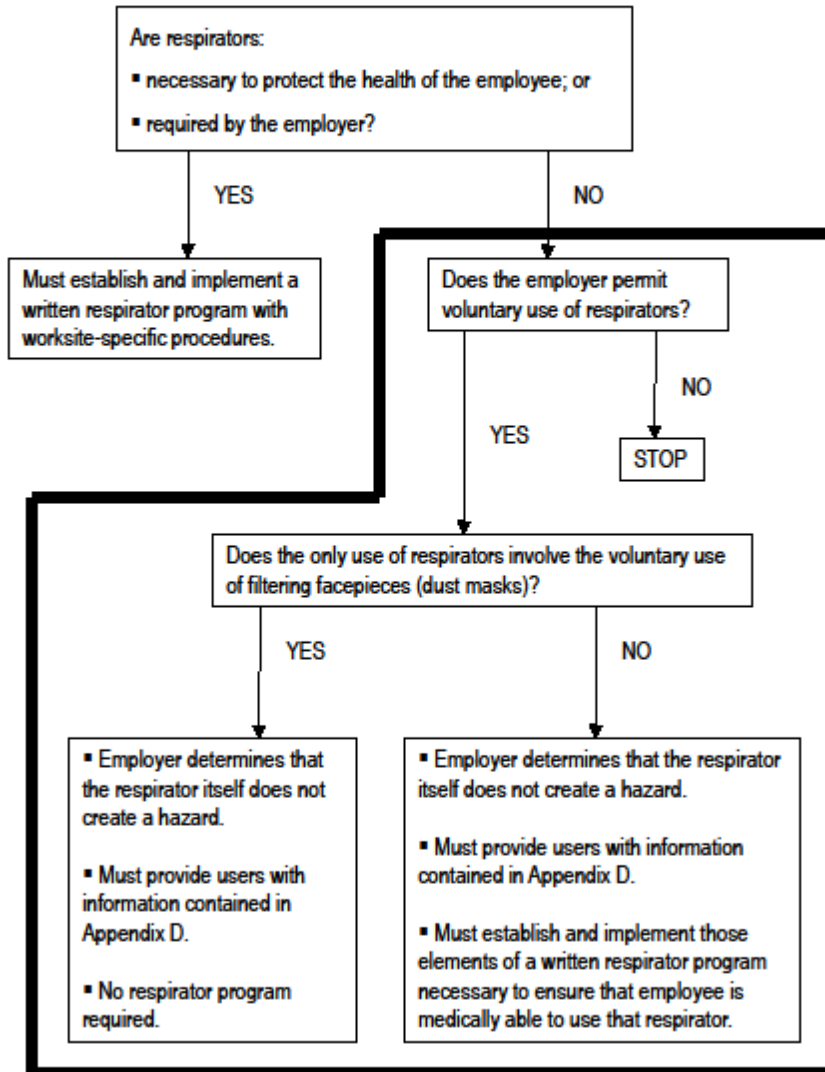 Are respirators:
▪ necessary to protect the health of the employee; or
▪ required by the employer?
YES
NO
Must establish and implement a
written respirator program with
worksite-specific procedures.
Does the employer permit
voluntary use of respirators?
YES
NO
STOP
Does the only use of respirators involve the voluntary use
of filtering facepieces (dust masks)?
YES
NO
▪ Employer determines that
the respirator itself does not
create a hazard.
▪ Must provide users with
information contained in
Appendix D.
▪ No respirator program
required.
▪ Employer determines that the respirator
itself does not create a hazard.
▪ Must provide users with information
contained in Appendix D.
▪ Must establish and implement those
elements of a written respirator program
necessary to ensure that employee is
medically able to use that respirator.